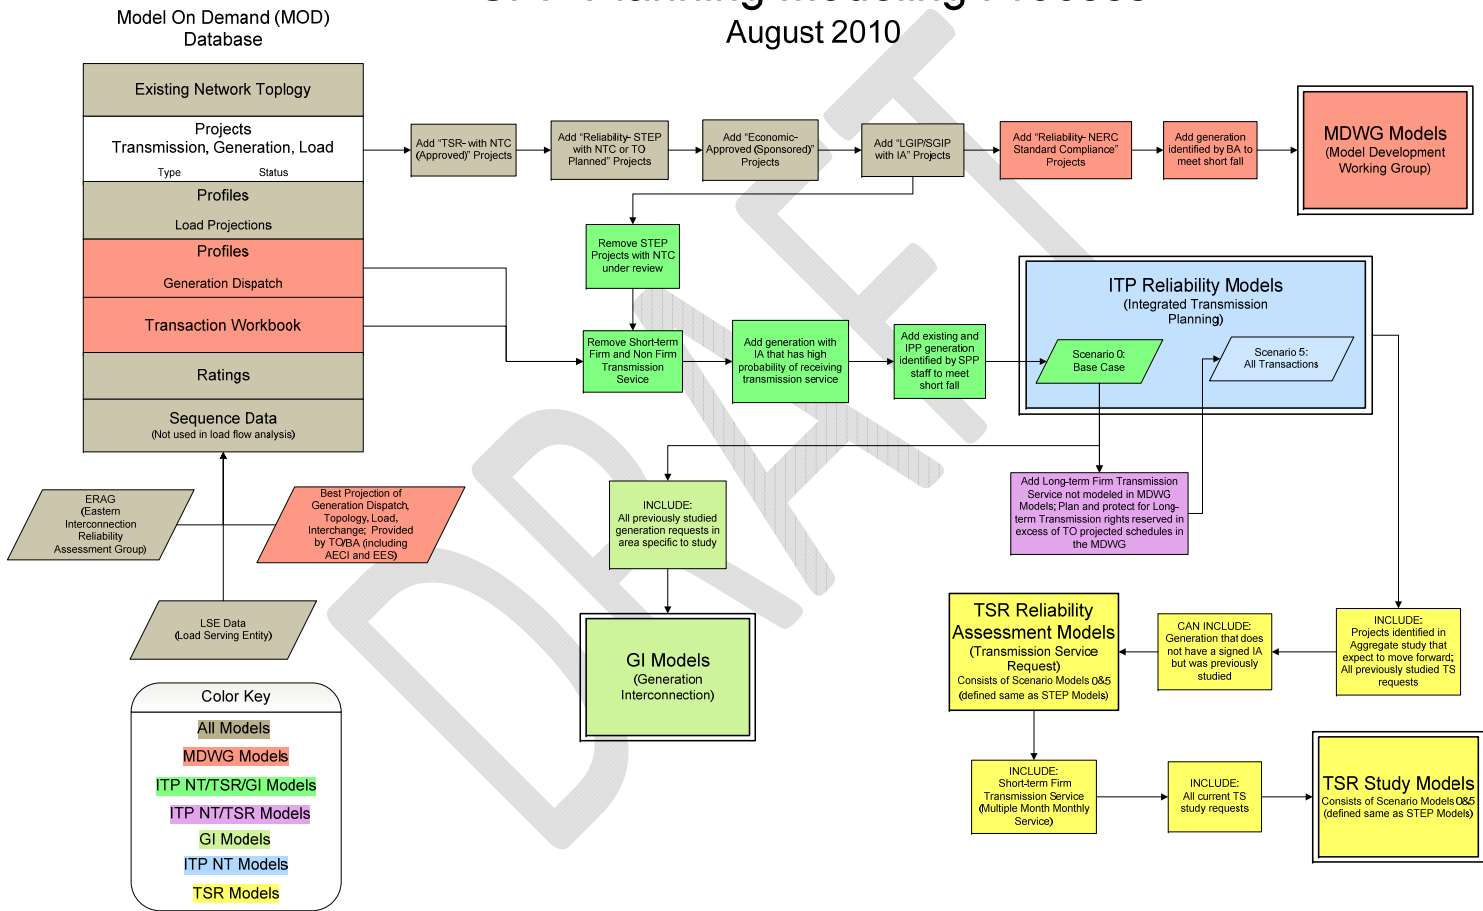 SPP Planning Modeling Process
August 2010
Model On Demand (MOD)
Database
Existing Network Toplogy
Projects
Transmission, Generation, Load
Type Status
Profiles
Load Projections
Profiles
Generation Dispatch
Transaction Workbook
Ratings
Sequence Data
(Not used in load flow analysis)
Add “TSR- with NTC
(Approved)” Projects
Add “Reliability- STEP
with NTC or TO
Planned” Projects
Add “Economic-
Approved (Sponsored)”
Projects
Add “LGIP/SGIP
with IA” Projects
Add “Reliability- NERC
Standard Compliance”
Projects
Add generation
identified by BA to
meet short fall
MDWG Models
(Model Development
Working Group)
Remove STEP
Projects with NTC
under review
Remove Short-term
Firm and Non Firm
Transmission
Service
Add generation with
IA that has high
probability of receiving
transmission service
Add existing and
IPP generation
identified by SPP
staff to meet
short fall
ITP Reliability Models
(Integrated Transmission
Planning)
Scenario 0:
Base Case
Scenario 5:
All Transactions
ERAG
(Eastern
Interconnection
Reliability
Assessment Group)
Best Projection of
Generation Dispatch,
Topology, Load,
Interchange; Provided
by TO/BA (including
AECI and EES)
LSE Data
(Load Serving Entity)
INCLUDE:
All previously studied
generation requests in
area specific to study
GI Models
(Generation
Interconnection)
Add Long-term Firm Transmission
Service not modeled in MDWG
Models; Plan and protect for Long-
term Transmission rights reserved in
excess of TO projected schedules in
the MDWG
TSR Reliability
Assessment Models
(Transmission Service
Request)
Consists of Scenario Models 0&5
(defined same as STEP Models)
CAN INCLUDE:
Generation that does
not have a signed IA
but was previously
studied
INCLUDE:
Projects identified in
Aggregate study that
expect to move forward;
All previously studied TS
requests
INCLUDE:
Short-term Firm
Transmission Service
(Multiple Month Monthly
Service)
INCLUDE:
All current TS
study requests
TSR Study Models
Consists of Scenario Models 0&5
(defined same as STEP Models)
Color Key
All Models
MDWG Models
ITP NT/TSR/GI Models
ITP NT/TSR Models
GI Models
ITP NT Models
TSR Models
DRAFT